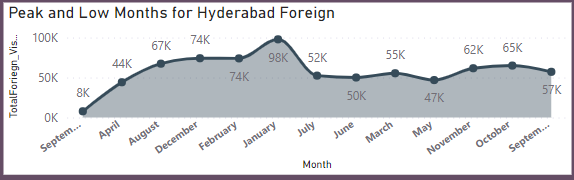 Peak and Low Months for Hyderabad Foreign
TotalForriegn_Vis...
100K
50K
0K
8K
44K
67K
74K
74K
98K
52K
50K
55K
47K
62K
65K
57K
Septem...
April
August
December
February
January
July
June
March
May
November
October
Septem...
Month